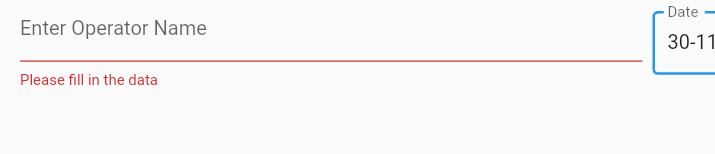 Enter Operator Name
Please fill in the data
Date
30-11